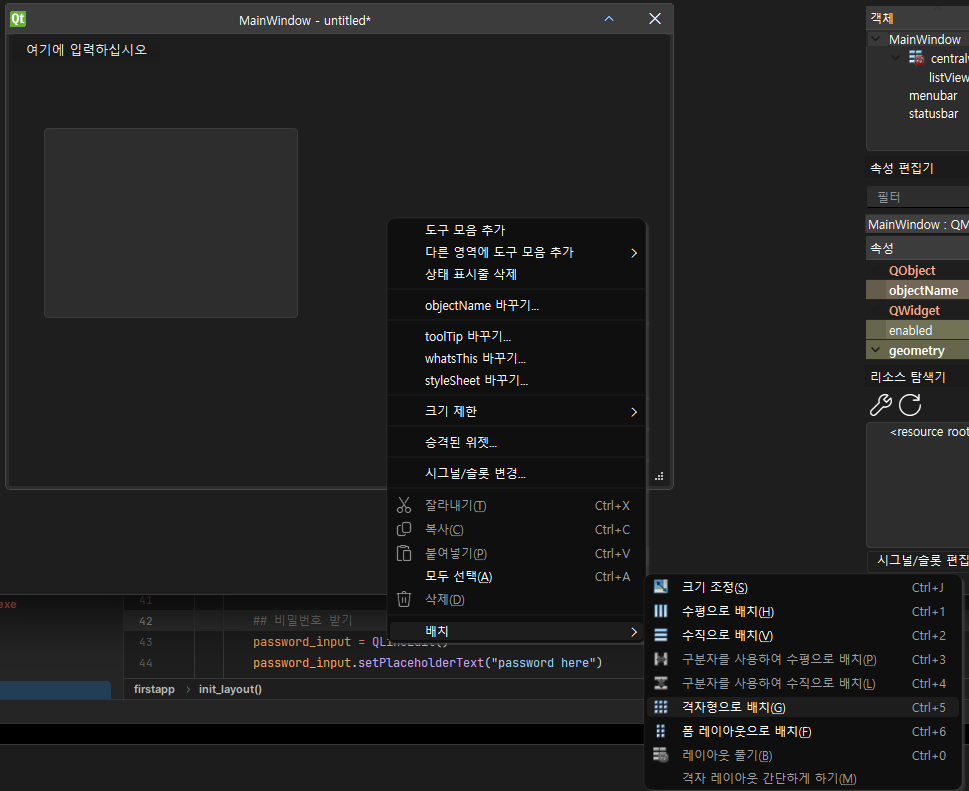 Qt
MainWindow - untitled*
여기에 입력하십시오
도구 모음 추가
다른 영역에 도구 모음 추가
상태 표시줄 삭제
objectName 바꾸기...
toolTip 바꾸기...
whatsThis 바꾸기...
styleSheet 바꾸기...
크기 제한
승격된 위젯...
시그널/슬롯 변경...
잘라내기(T) Ctrl+X
복사(C) Ctrl+C
붙여넣기(P) Ctrl+V
모두 선택(A) Ctrl+A
삭제(D)
배치
크기 조정(S) Ctrl+J
수평으로 배치(H) Ctrl+1
수직으로 배치(V) Ctrl+2
구분자를 사용하여 수평으로 배치(P) Ctrl+3
구분자를 사용하여 수직으로 배치(L) Ctrl+4
격자형으로 배치(G) Ctrl+5
폼 레이아웃으로 배치(F) Ctrl+6
레이아웃 풀기(B) Ctrl+0
격자 레이아웃 간단하게 하기(M)
객체
MainWindow
central
listView
menubar
statusbar
속성 편집기
필터
MainWindow : QM
속성
QObject
objectName
QWidget
enabled
geometry
리소스 탐색기
<resource root
시그널/슬롯 편집
exe
41
42 ## 비밀번호 받기
43 password_input = QLineEdit()
44 password_input.setPlaceholderText("password here")
firstapp › init_layout()